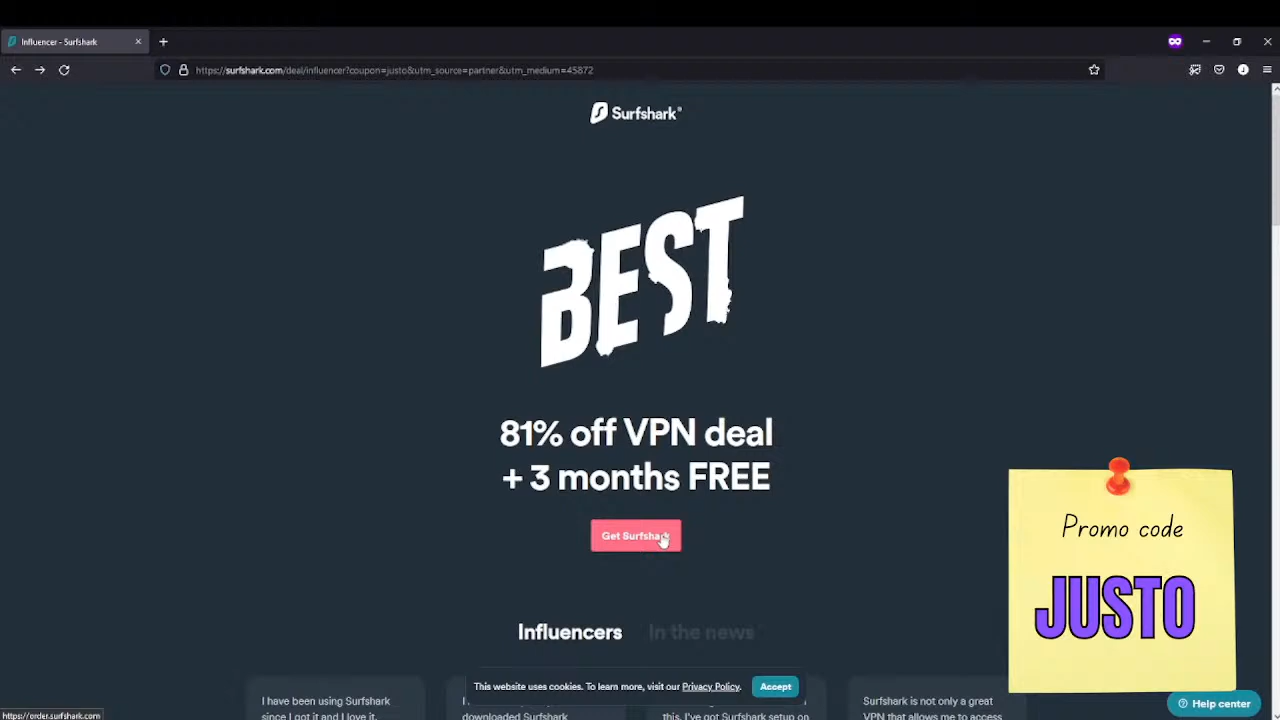 Influencer - Surfshark
https://surfshark.com/deal/influencer?coupon=justo&utm_source=partner&utm_medium=45872
Surfshark®
BEST
81% off VPN deal
+ 3 months FREE
Get Surfshark
Promo code
JUSTO
Influencers
In the news
This website uses cookies. To learn more, visit our Privacy Policy.
Accept
I have been using Surfshark
since I got it and I love it.
downloaded Surfshark
this. I've got Surfshark setup on
Surfshark is not only a great
VPN that allows me to access
Help center
https://order.surfshark.com